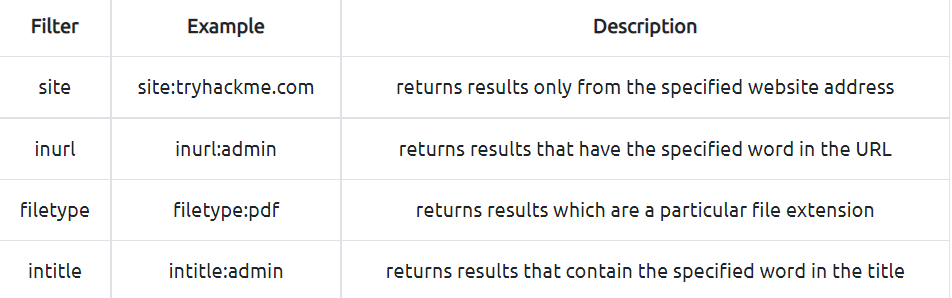 Filter Example Description
site site:tryhackme.com returns results only from the specified website address
inurl inurl:admin returns results that have the specified word in the URL
filetype filetype:pdf returns results which are a particular file extension
intitle intitle:admin returns results that contain the specified word in the title